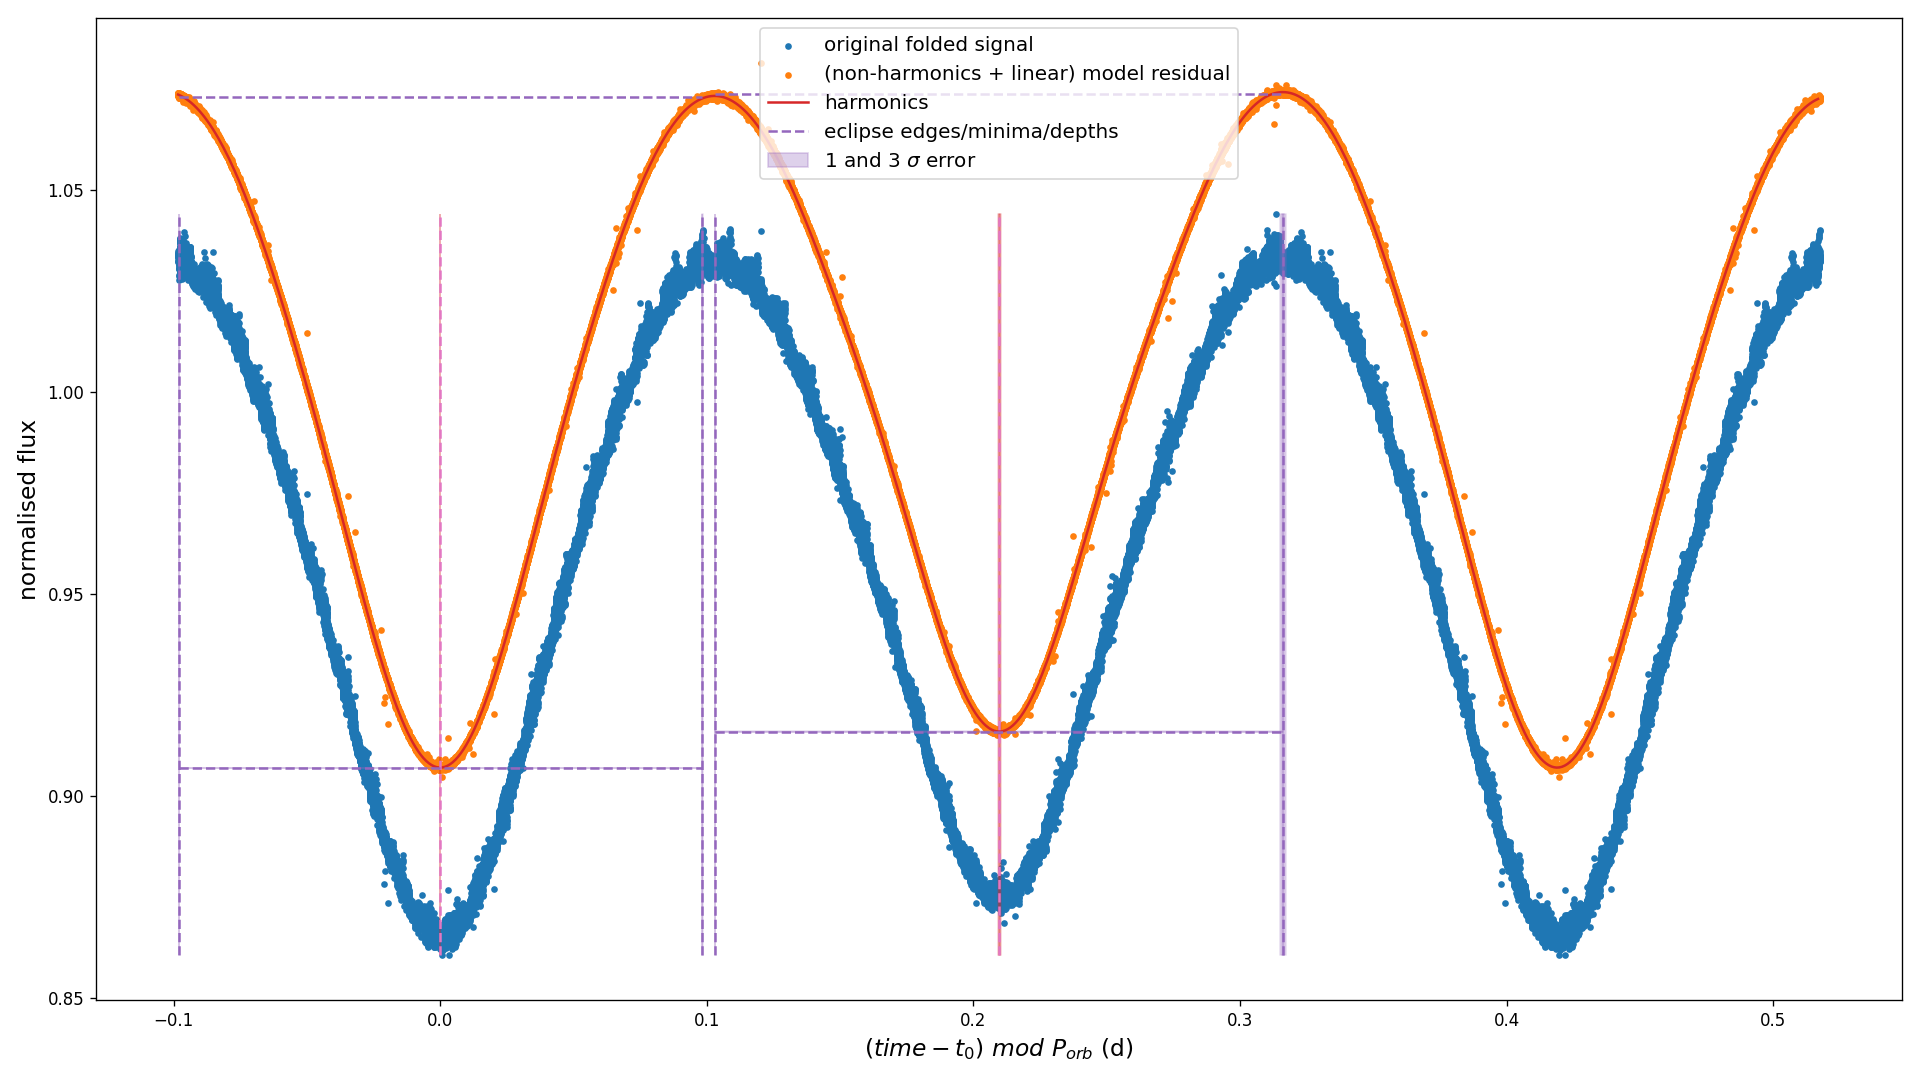 original folded signal
(non-harmonics + linear) model residual
harmonics
eclipse edges/minima/depths
1 and 3 σ error
normalised flux
1.05
1.00
0.95
0.90
0.85
−0.1
0.0
0.1
0.2
0.3
0.4
0.5
(time − t₀) mod Pₒᵣb (d)